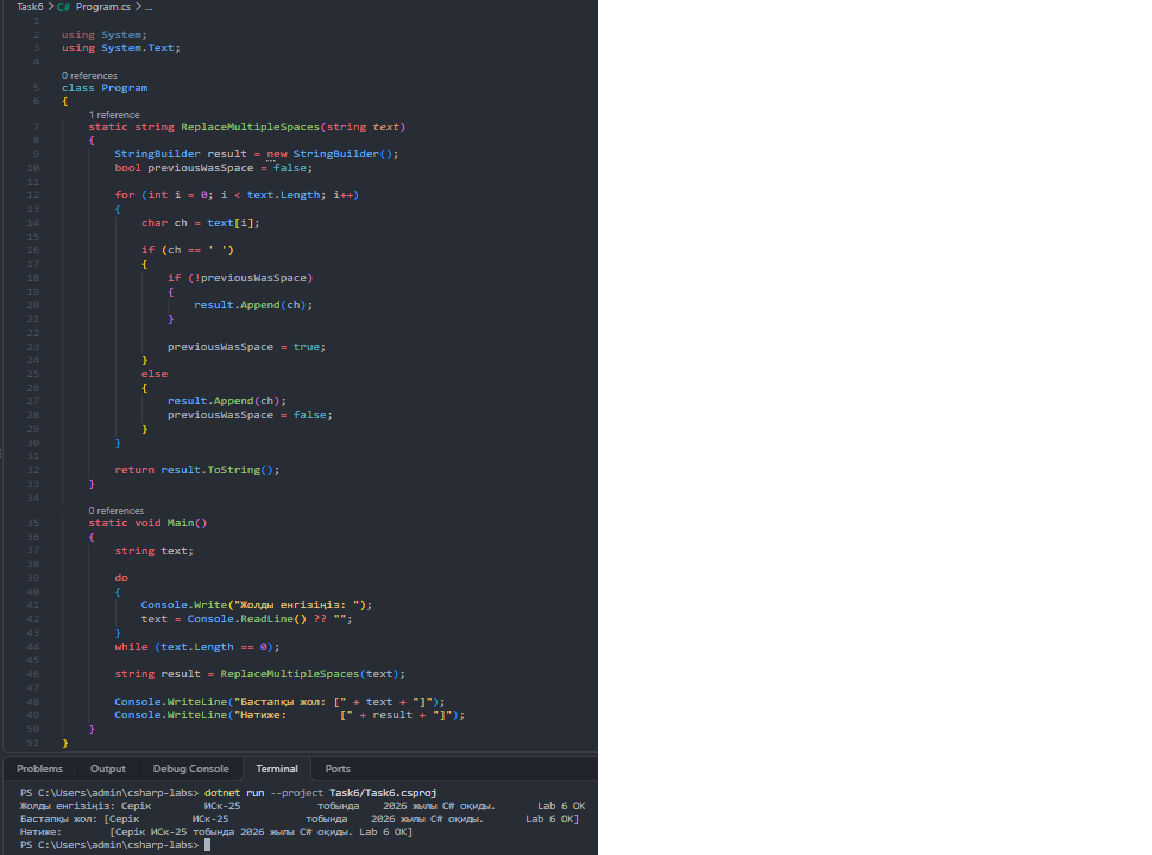 Task6 > C# Program.cs > ...
1
2 using System;
3 using System.Text;
4
0 references
5 class Program
6 {
1 reference
7 static string ReplaceMultipleSpaces(string text)
8 {
9 StringBuilder result = new StringBuilder();
10 bool previousWasSpace = false;
11
12 for (int i = 0; i < text.Length; i++)
13 {
14 char ch = text[i];
15
16 if (ch == ' ')
17 {
18 if (!previousWasSpace)
19 {
20 result.Append(ch);
21 }
22
23 previousWasSpace = true;
24 }
25 else
26 {
27 result.Append(ch);
28 previousWasSpace = false;
29 }
30 }
31
32 return result.ToString();
33 }
34
0 references
35 static void Main()
36 {
37 string text;
38
39 do
40 {
41 Console.Write("Жолды енгізіңіз: ");
42 text = Console.ReadLine() ?? "";
43 }
44 while (text.Length == 0);
45
46 string result = ReplaceMultipleSpaces(text);
47
48 Console.WriteLine("Бастапқы жол: [" + text + "]");
49 Console.WriteLine("Нәтиже:        [" + result + "]");
50 }
51 }
Problems Output Debug Console Terminal Ports
PS C:\Users\admin\csharp-labs> dotnet run --project Task6/Task6.csproj
Жолды енгізіңіз: Серік        ИСк-25            тобында    2026 жылы C# оқиды.       Lab 6 OK
Бастапқы жол: [Серік        ИСк-25            тобында    2026 жылы C# оқиды.       Lab 6 OK]
Нәтиже:        [Серік ИСк-25 тобында 2026 жылы C# оқиды. Lab 6 OK]
PS C:\Users\admin\csharp-labs>